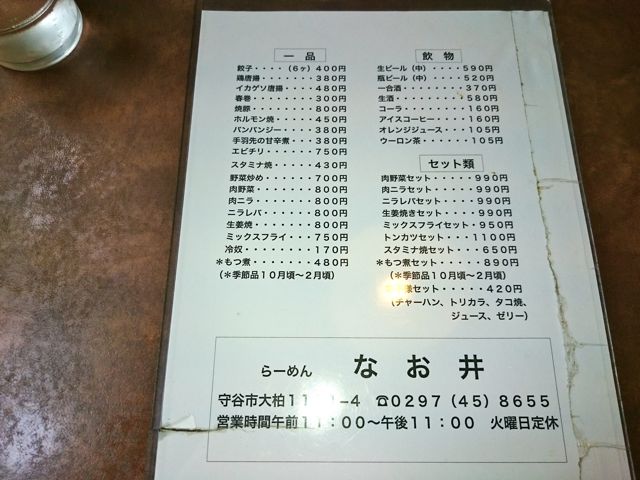 一品
餃子・・・・(6ヶ)400円
鶏唐揚・・・・・・380円
イカゲソ唐揚・・・480円
春巻・・・・・・・300円
焼豚・・・・・・・800円
ホルモン焼・・・・450円
バンバンジー・・・380円
手羽先の甘辛煮・・380円
エビチリ・・・・・750円
スタミナ焼・・・・430円
野菜炒め・・・・・700円
肉野菜・・・・・・800円
肉ニラ・・・・・・800円
ニラレバ・・・・・800円
生姜焼・・・・・・800円
ミックスフライ・・750円
冷奴・・・・・・・170円
*もつ煮・・・・・480円
(*季節品10月頃〜2月頃)
飲物
生ビール(中)・・・・590円
瓶ビール(中)・・・・520円
一合酒・・・・・・・370円
生酒・・・・・・・・580円
コーラ・・・・・・・160円
アイスコーヒー・・・160円
オレンジジュース・・105円
ウーロン茶・・・・・105円
セット類
肉野菜セット・・・・990円
肉ニラセット・・・・990円
ニラレバセット・・・990円
生姜焼きセット・・・990円
ミックスフライセット・950円
トンカツセット・・・1100円
スタミナ焼セット・・650円
*もつ煮セット・・・・890円
(*季節品10月頃〜2月頃)
様セット・・・・・420円
(チャーハン、トリカラ、タコ焼、
ジュース、ゼリー)
らーめん なお井
守谷市大柏11 -4 ☎0297(45)8655
営業時間午前11:00〜午後11:00 火曜日定休